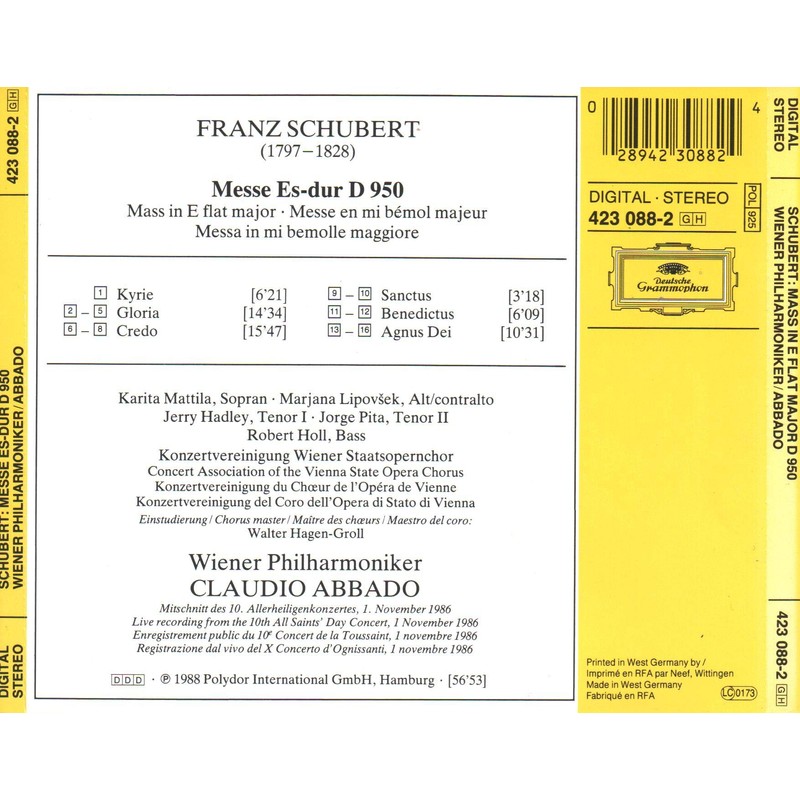 SCHUBERT: MESSE ES-DUR D 950
WIENER PHILHARMONIKER/ABBADO
423 088-2 GH
DIGITAL
STEREO
FRANZ SCHUBERT
(1797–1828)
Messe Es-dur D 950
Mass in E flat major · Messe en mi bémol majeur
Messa in mi bemolle maggiore
1 Kyrie [6'21]
2 – 5 Gloria [14'34]
6 – 8 Credo [15'47]
9 – 10 Sanctus [3'18]
11 – 12 Benedictus [6'09]
13 – 16 Agnus Dei [10'31]
Karita Mattila, Sopran · Marjana Lipovšek, Alt/contralto
Jerry Hadley, Tenor I · Jorge Pita, Tenor II
Robert Holl, Bass
Konzertvereinigung Wiener Staatsopernchor
Concert Association of the Vienna State Opera Chorus
Konzertvereinigung du Chœur de l'Opéra de Vienne
Konzertvereinigung del Coro dell'Opera di Stato di Vienna
Einstudierung / Chorus master / Maître des chœurs / Maestro del coro:
Walter Hagen-Groll
Wiener Philharmoniker
CLAUDIO ABBADO
Mitschnitt des 10. Allerheiligenkonzertes, 1. November 1986
Live recording from the 10th All Saints' Day Concert, 1 November 1986
Enregistrement public du 10e Concert de la Toussaint, 1 novembre 1986
Registrazione dal vivo del X Concerto d'Ognissanti, 1 novembre 1986
DDD · ℗ 1988 Polydor International GmbH, Hamburg · [56'53]
0 28942 30882 4
DIGITAL · STEREO
423 088-2 GH
POL 925
Deutsche
Grammophon
Printed in West Germany by /
Imprimé en RFA par Neef, Wittingen
Made in West Germany
Fabriqué en RFA
LC 0173
DIGITAL
STEREO
SCHUBERT: MASS IN E FLAT MAJOR D 950
WIENER PHILHARMONIKER/ABBADO
423 088-2 GH